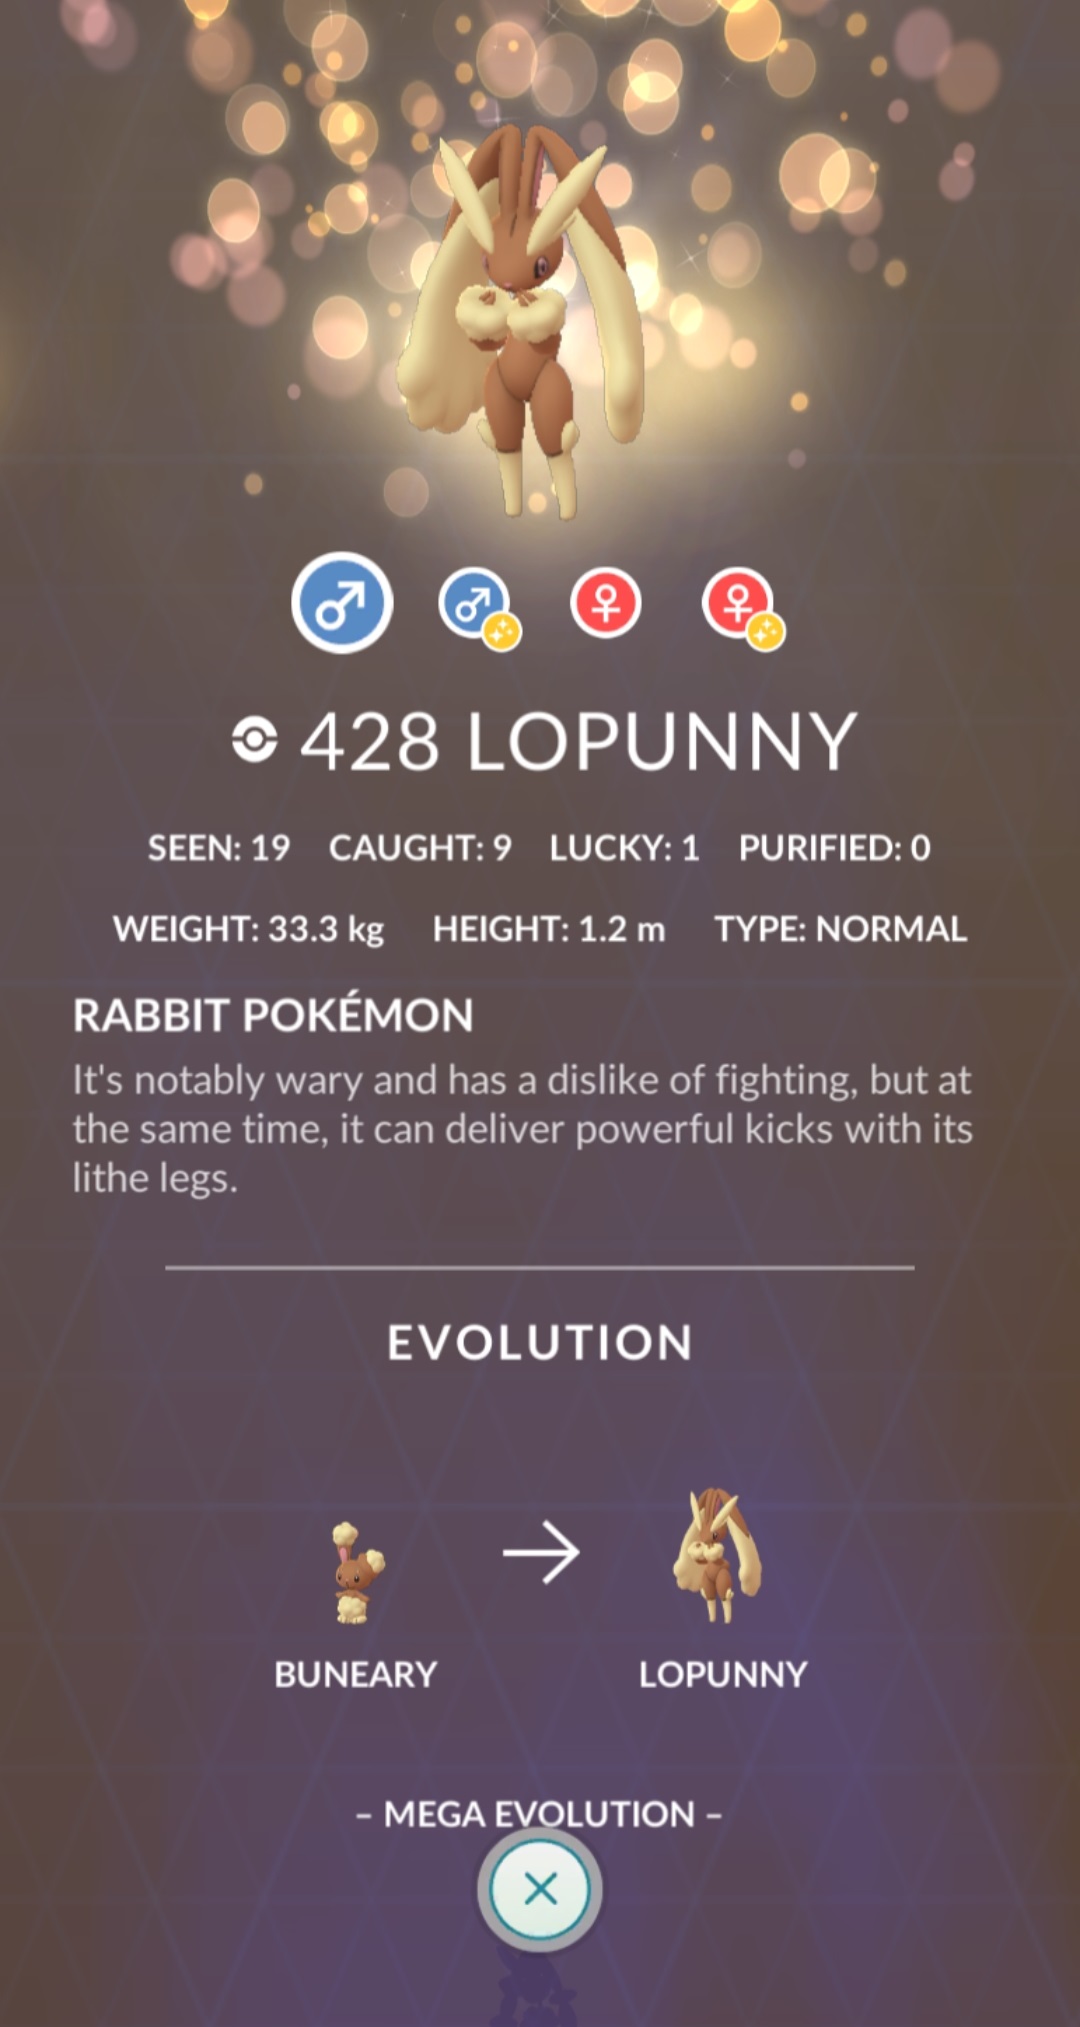 428 LOPUNNY
SEEN: 19 CAUGHT: 9 LUCKY: 1 PURIFIED: 0
WEIGHT: 33.3 kg HEIGHT: 1.2 m TYPE: NORMAL
RABBIT POKÉMON
It's notably wary and has a dislike of fighting, but at
the same time, it can deliver powerful kicks with its
lithe legs.
EVOLUTION
BUNEARY LOPUNNY
– MEGA EVOLUTION –